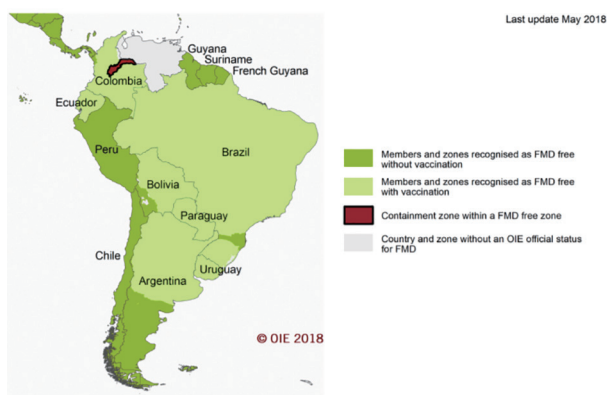 Last update May 2018
Guyana
Suriname
French Guyana
Colombia
Ecuador
Peru
Brazil
Bolivia
Paraguay
Chile
Uruguay
Argentina
© OIE 2018
Members and zones recognised as FMD free
without vaccination
Members and zones recognised as FMD free
with vaccination
Containment zone within a FMD free zone
Country and zone without an OIE official status
for FMD